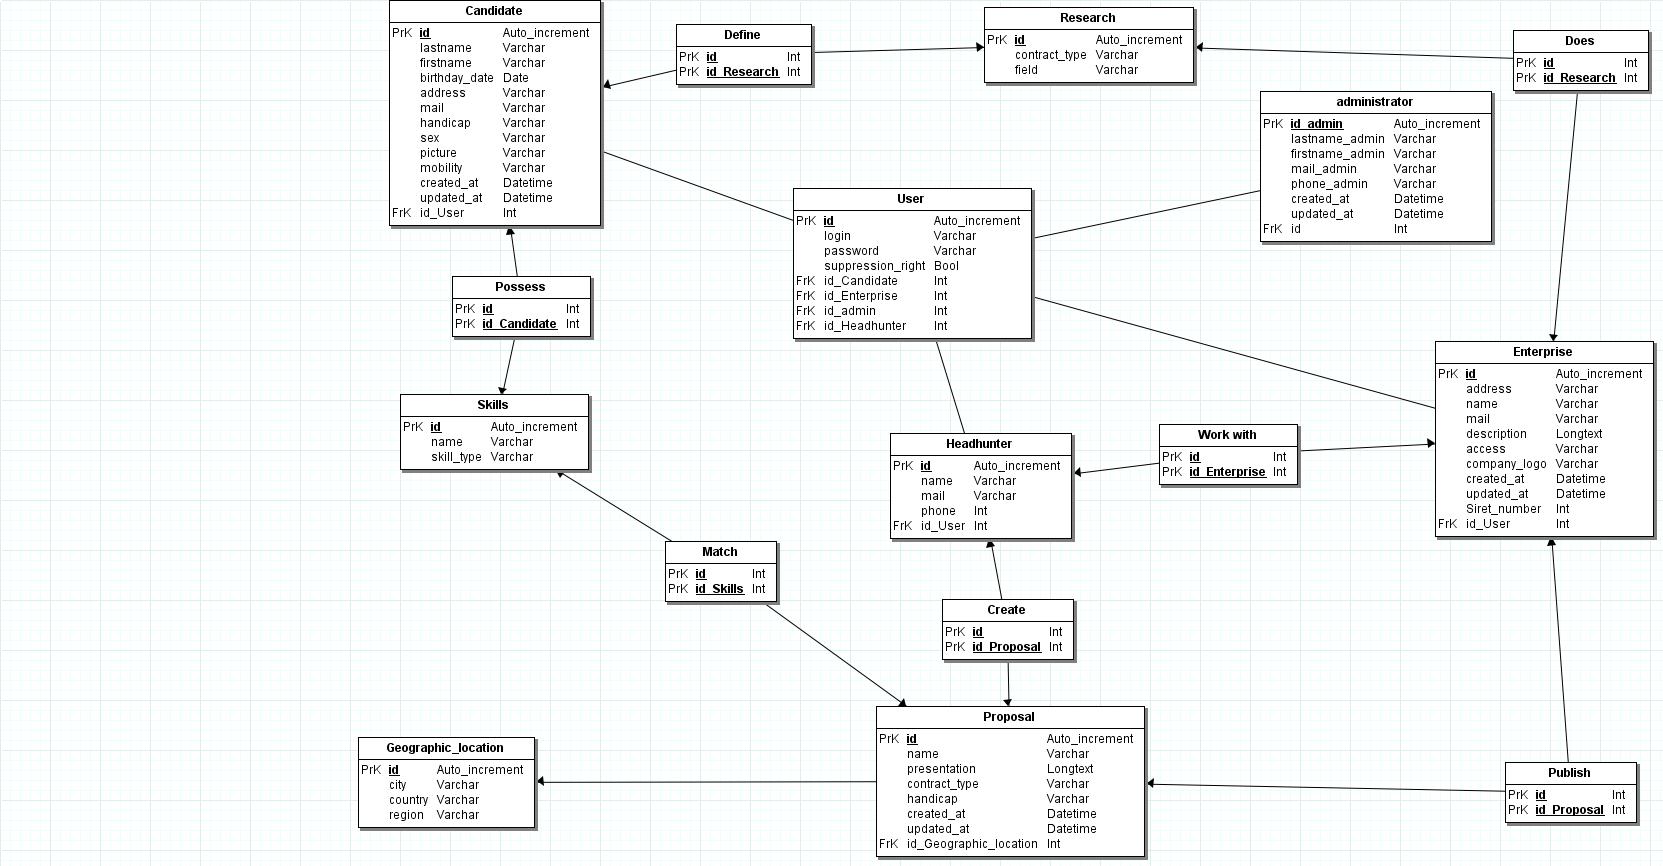 Candidate
PrK id Auto_increment
lastname Varchar
firstname Varchar
birthday_date Date
address Varchar
mail Varchar
handicap Varchar
sex Varchar
picture Varchar
mobility Varchar
created_at Datetime
updated_at Datetime
FrK id_User Int
Define
PrK id Int
PrK id_Research Int
Research
PrK id Auto_increment
contract_type Varchar
field Varchar
Does
PrK id Int
PrK id_Research Int
administrator
PrK id_admin Auto_increment
lastname_admin Varchar
firstname_admin Varchar
mail_admin Varchar
phone_admin Varchar
created_at Datetime
updated_at Datetime
FrK id Int
User
PrK id Auto_increment
login Varchar
password Varchar
suppression_right Bool
FrK id_Candidate Int
FrK id_Enterprise Int
FrK id_admin Int
FrK id_Headhunter Int
Possess
PrK id Int
PrK id_Candidate Int
Skills
PrK id Auto_increment
name Varchar
skill_type Varchar
Enterprise
PrK id Auto_increment
address Varchar
name Varchar
mail Varchar
description Longtext
access Varchar
company_logo Varchar
created_at Datetime
updated_at Datetime
Siret_number Int
FrK id_User Int
Headhunter
PrK id Auto_increment
name Varchar
mail Varchar
phone Int
FrK id_User Int
Work with
PrK id Int
PrK id_Enterprise Int
Match
PrK id Int
PrK id_Skills Int
Create
PrK id Int
PrK id_Proposal Int
Proposal
PrK id Auto_increment
name Varchar
presentation Longtext
contract_type Varchar
handicap Varchar
created_at Datetime
updated_at Datetime
FrK id_Geographic_location Int
Geographic_location
PrK id Auto_increment
city Varchar
country Varchar
region Varchar
Publish
PrK id Int
PrK id_Proposal Int